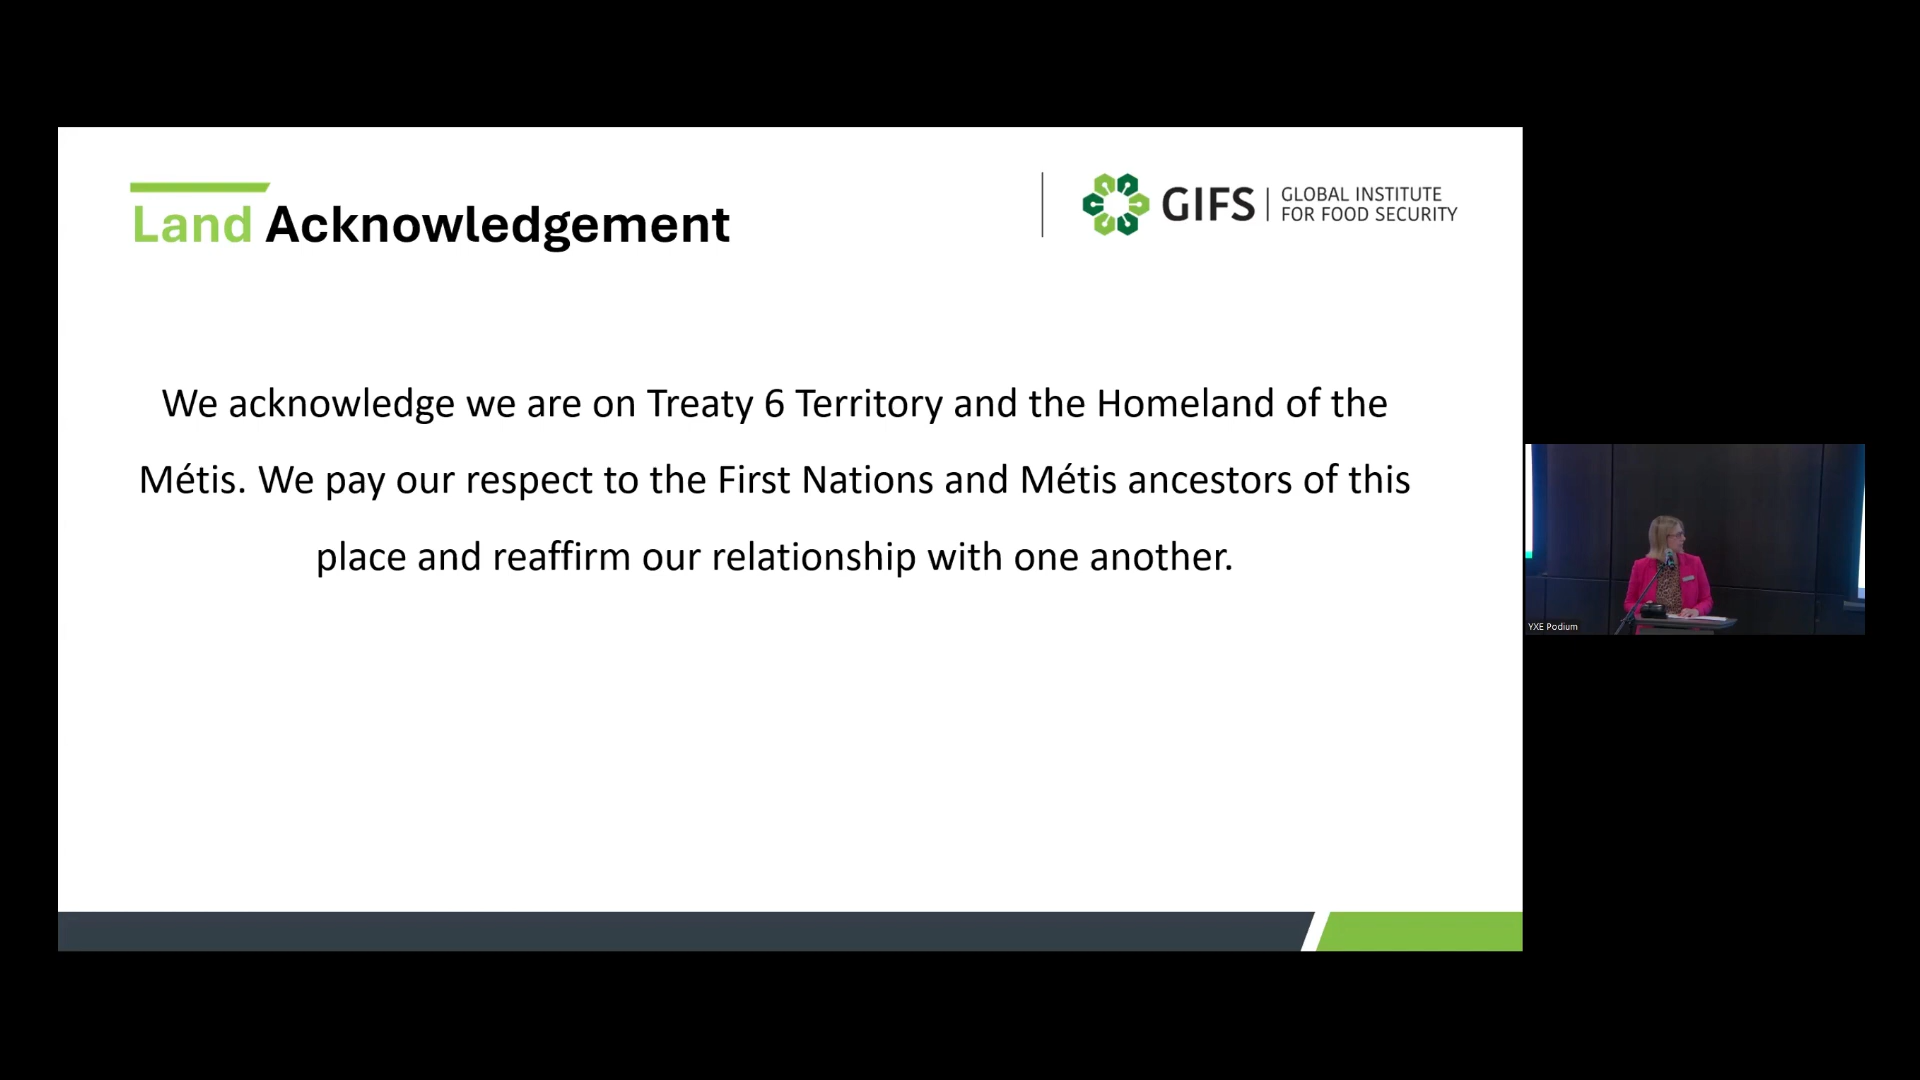 Land Acknowledgement
GIFS | GLOBAL INSTITUTE
FOR FOOD SECURITY
We acknowledge we are on Treaty 6 Territory and the Homeland of the
Métis. We pay our respect to the First Nations and Métis ancestors of this
place and reaffirm our relationship with one another.
YXE Podium